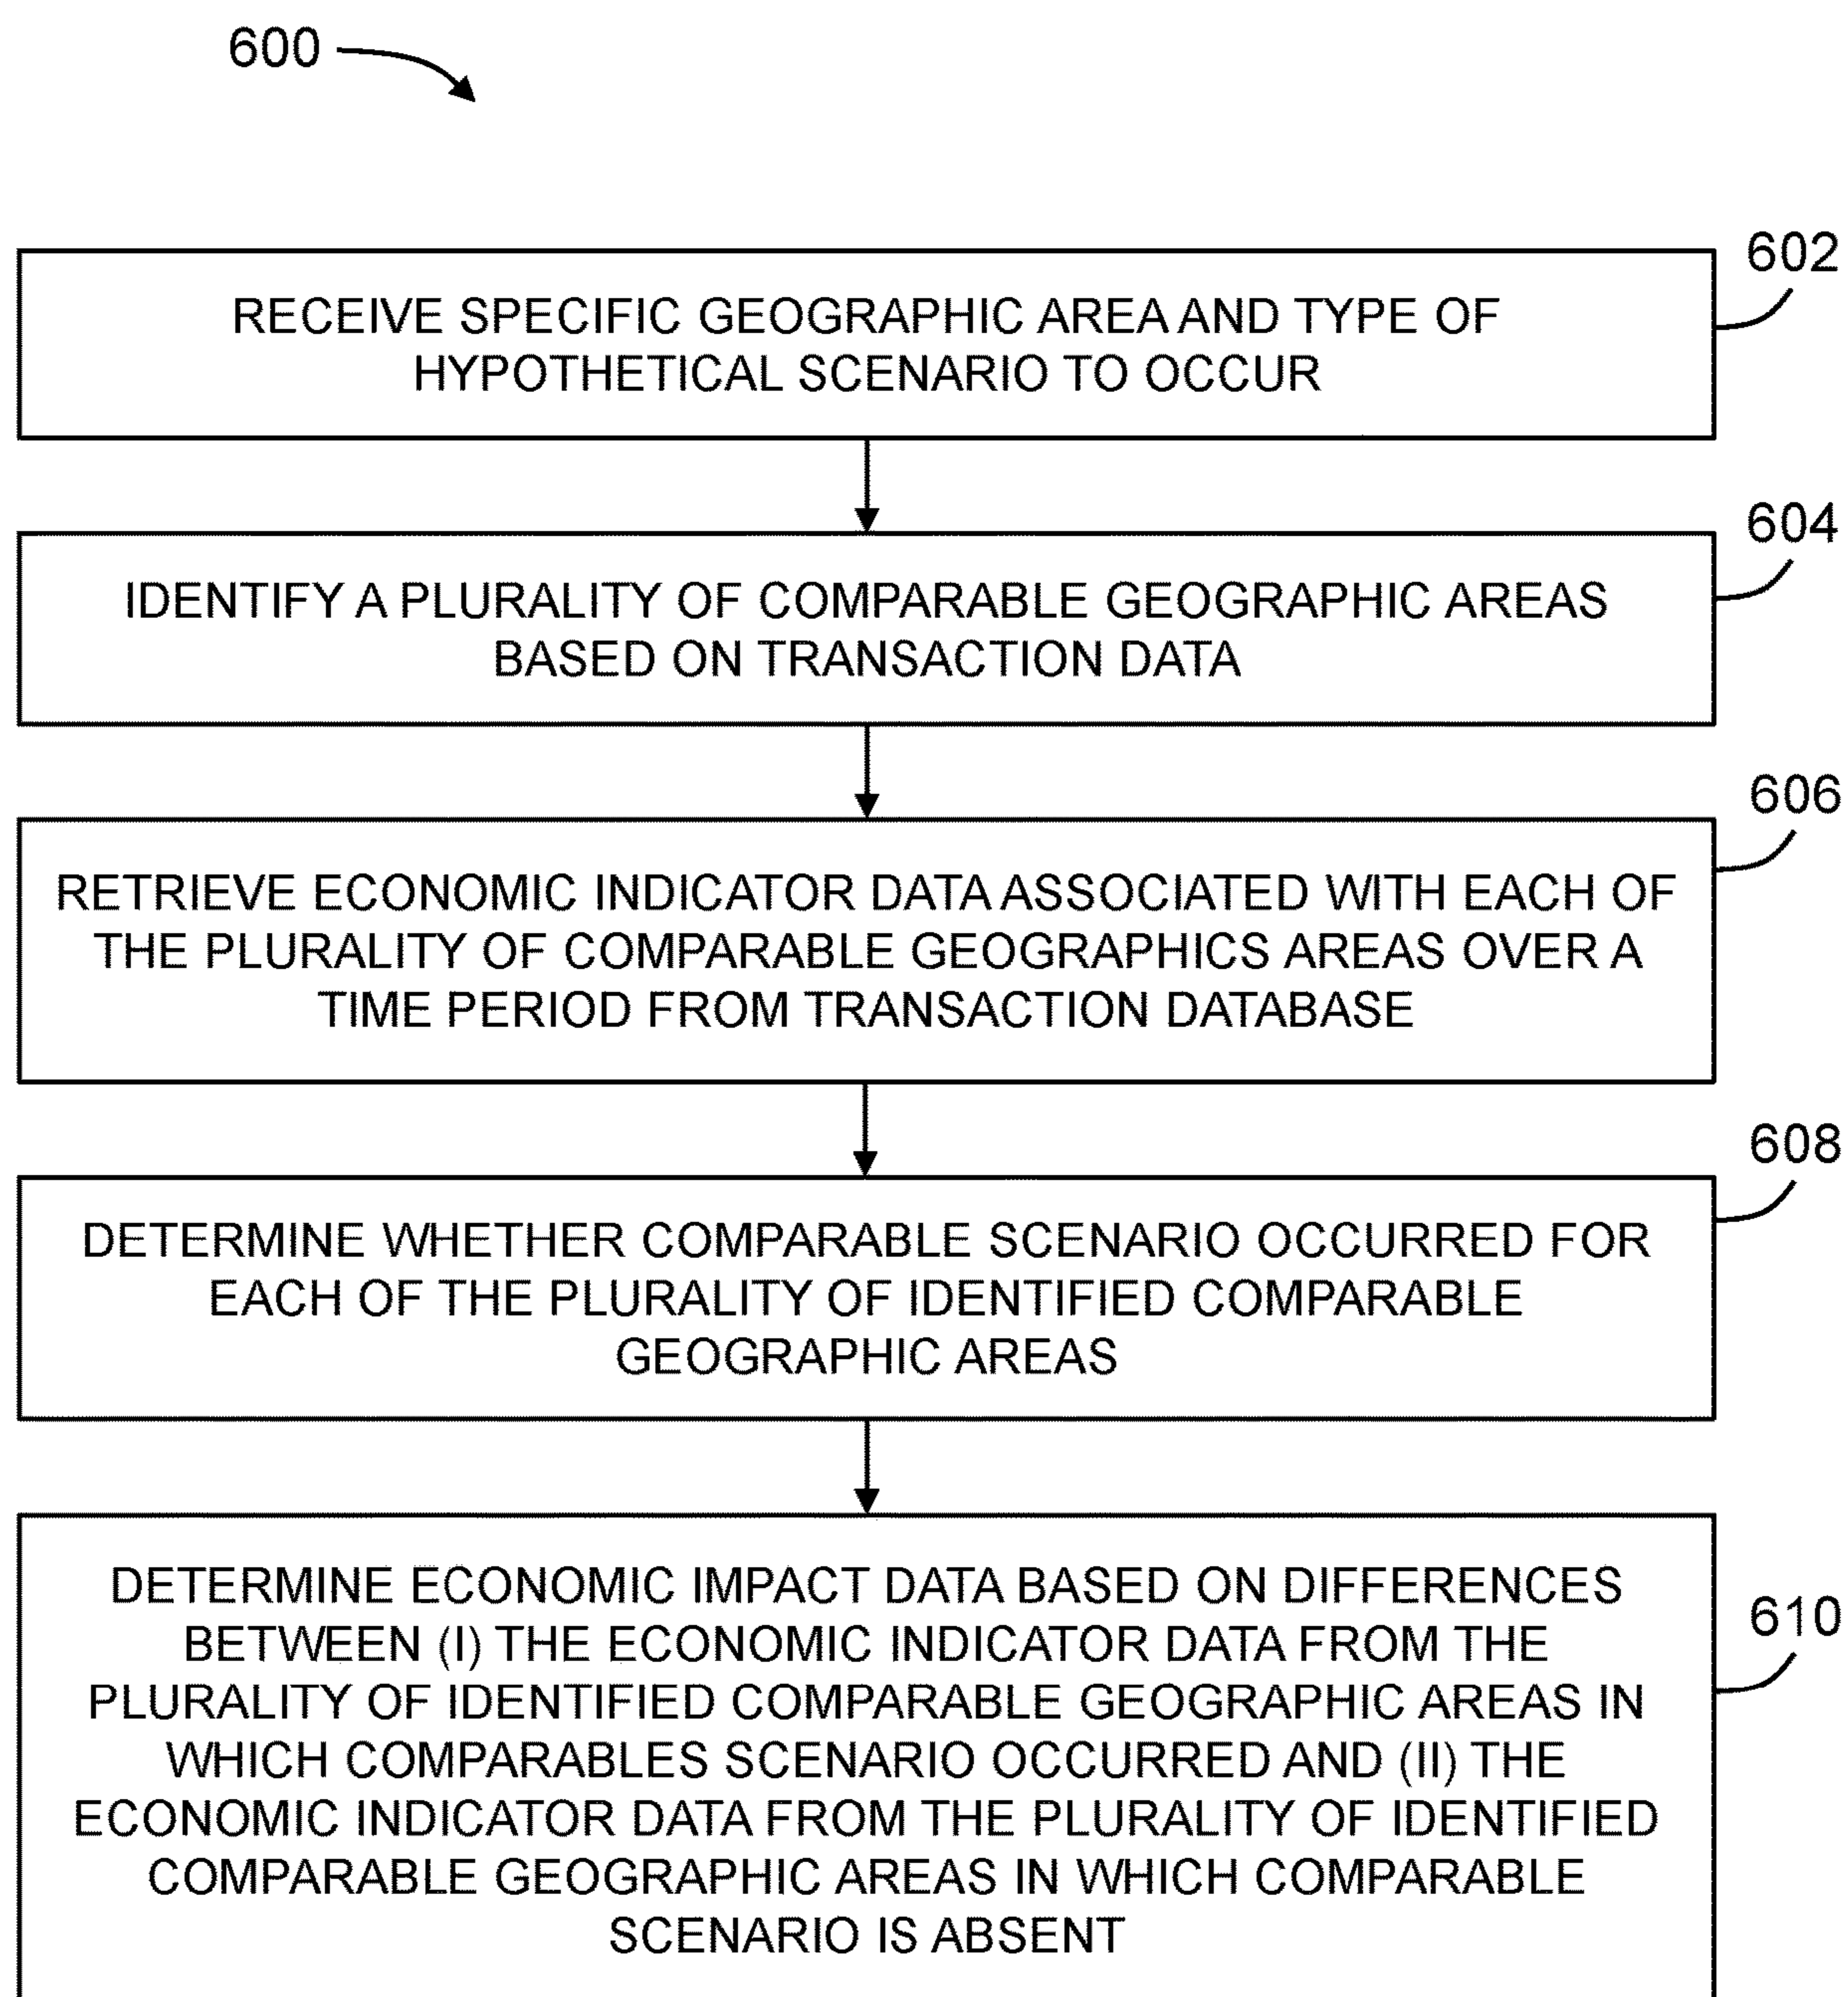 600
602
RECEIVE SPECIFIC GEOGRAPHIC AREA AND TYPE OF
HYPOTHETICAL SCENARIO TO OCCUR
604
IDENTIFY A PLURALITY OF COMPARABLE GEOGRAPHIC AREAS
BASED ON TRANSACTION DATA
606
RETRIEVE ECONOMIC INDICATOR DATA ASSOCIATED WITH EACH OF
THE PLURALITY OF COMPARABLE GEOGRAPHICS AREAS OVER A
TIME PERIOD FROM TRANSACTION DATABASE
608
DETERMINE WHETHER COMPARABLE SCENARIO OCCURRED FOR
EACH OF THE PLURALITY OF IDENTIFIED COMPARABLE
GEOGRAPHIC AREAS
610
DETERMINE ECONOMIC IMPACT DATA BASED ON DIFFERENCES
BETWEEN (I) THE ECONOMIC INDICATOR DATA FROM THE
PLURALITY OF IDENTIFIED COMPARABLE GEOGRAPHIC AREAS IN
WHICH COMPARABLES SCENARIO OCCURRED AND (II) THE
ECONOMIC INDICATOR DATA FROM THE PLURALITY OF IDENTIFIED
COMPARABLE GEOGRAPHIC AREAS IN WHICH COMPARABLE
SCENARIO IS ABSENT